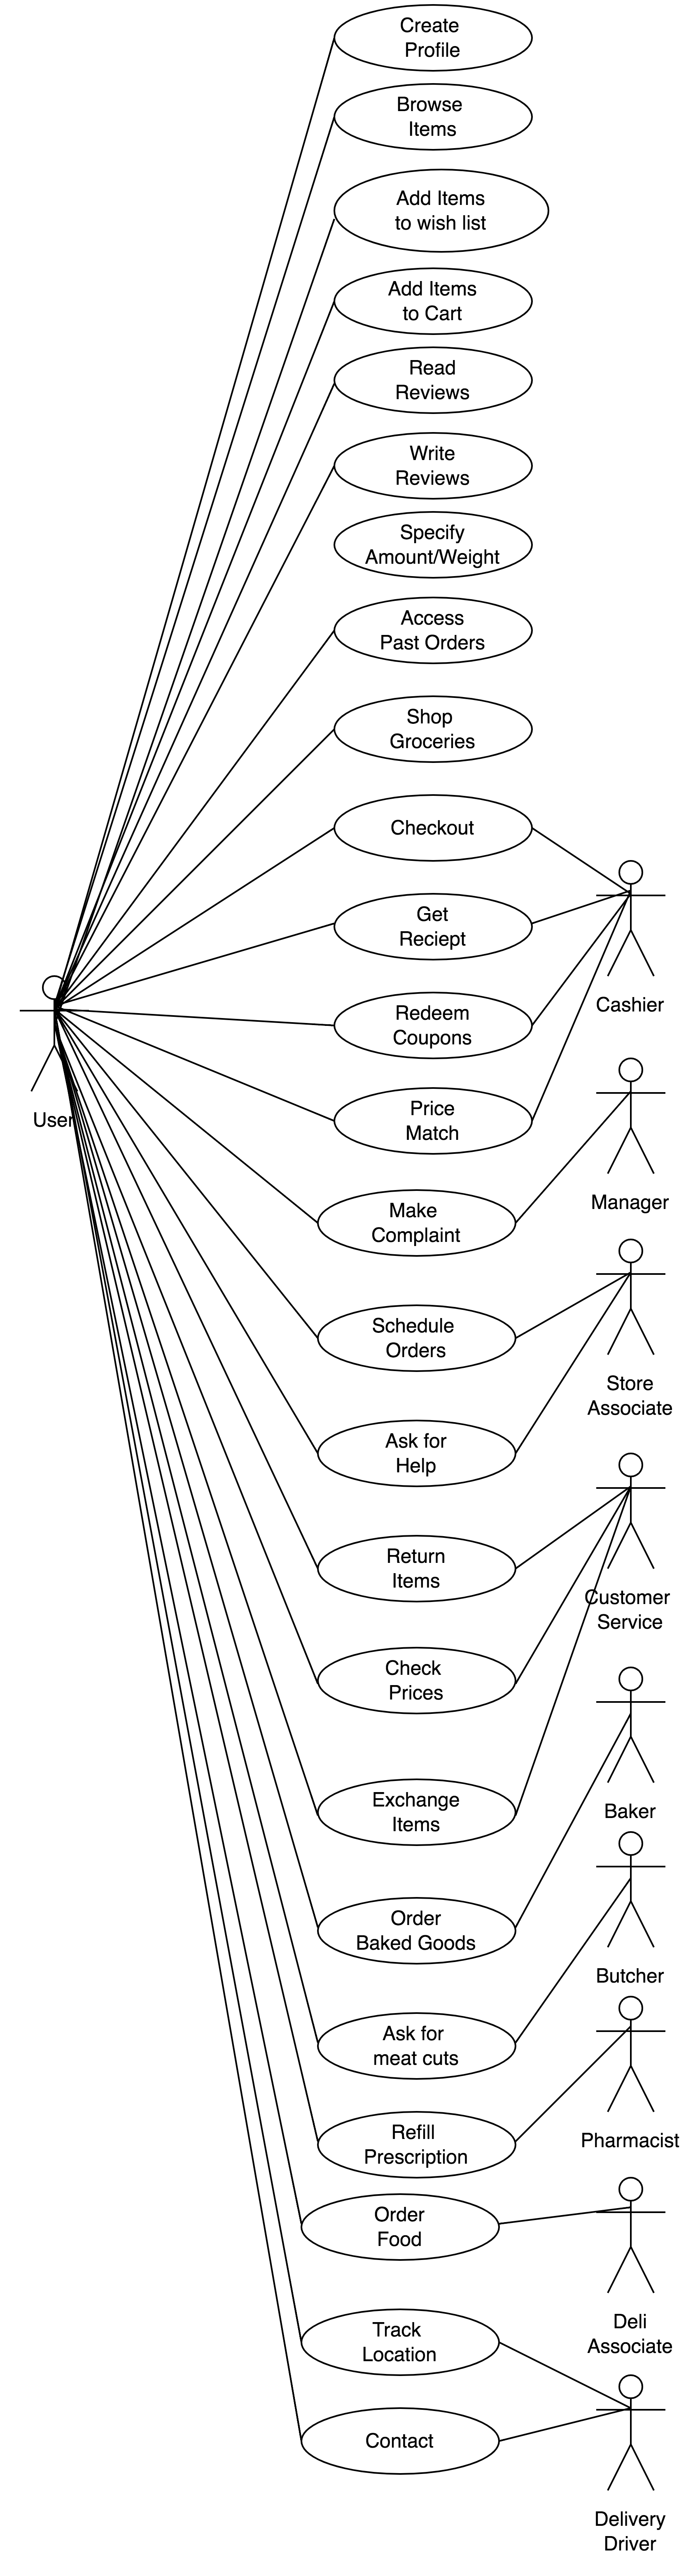 Create
Profile
Browse
Items
Add Items
to wish list
Add Items
to Cart
Read
Reviews
Write
Reviews
Specify
Amount/Weight
Access
Past Orders
Shop
Groceries
Checkout
Get
Reciept
Cashier
Redeem
Coupons
User
Price
Match
Manager
Make
Complaint
Schedule
Orders
Store
Associate
Ask for
Help
Return
Items
Customer
Service
Check
Prices
Exchange
Items
Baker
Order
Baked Goods
Butcher
Ask for
meat cuts
Refill
Prescription
Pharmacist
Order
Food
Deli
Associate
Track
Location
Contact
Delivery
Driver